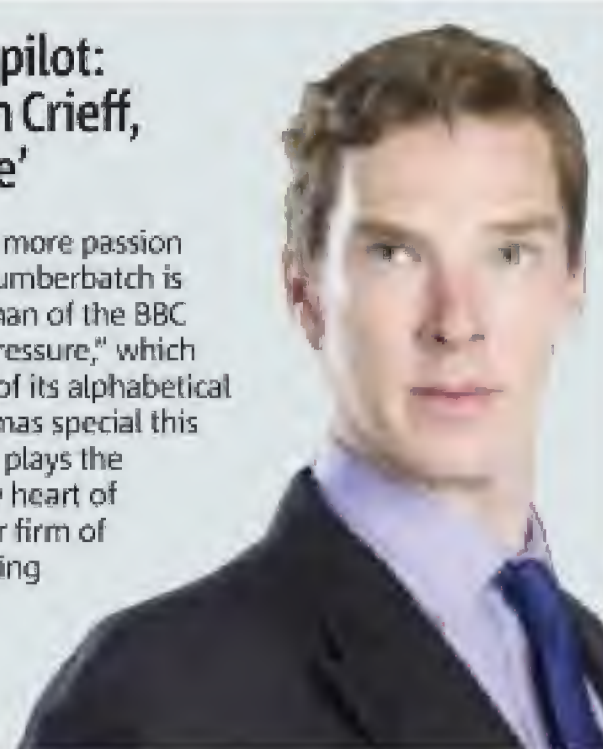 pilot:
n Crieff,
e'
more passion
umberbatch is
nan of the BBC
ressure," which
of its alphabetical
mas special this
plays the
heart of
r firm of
ing